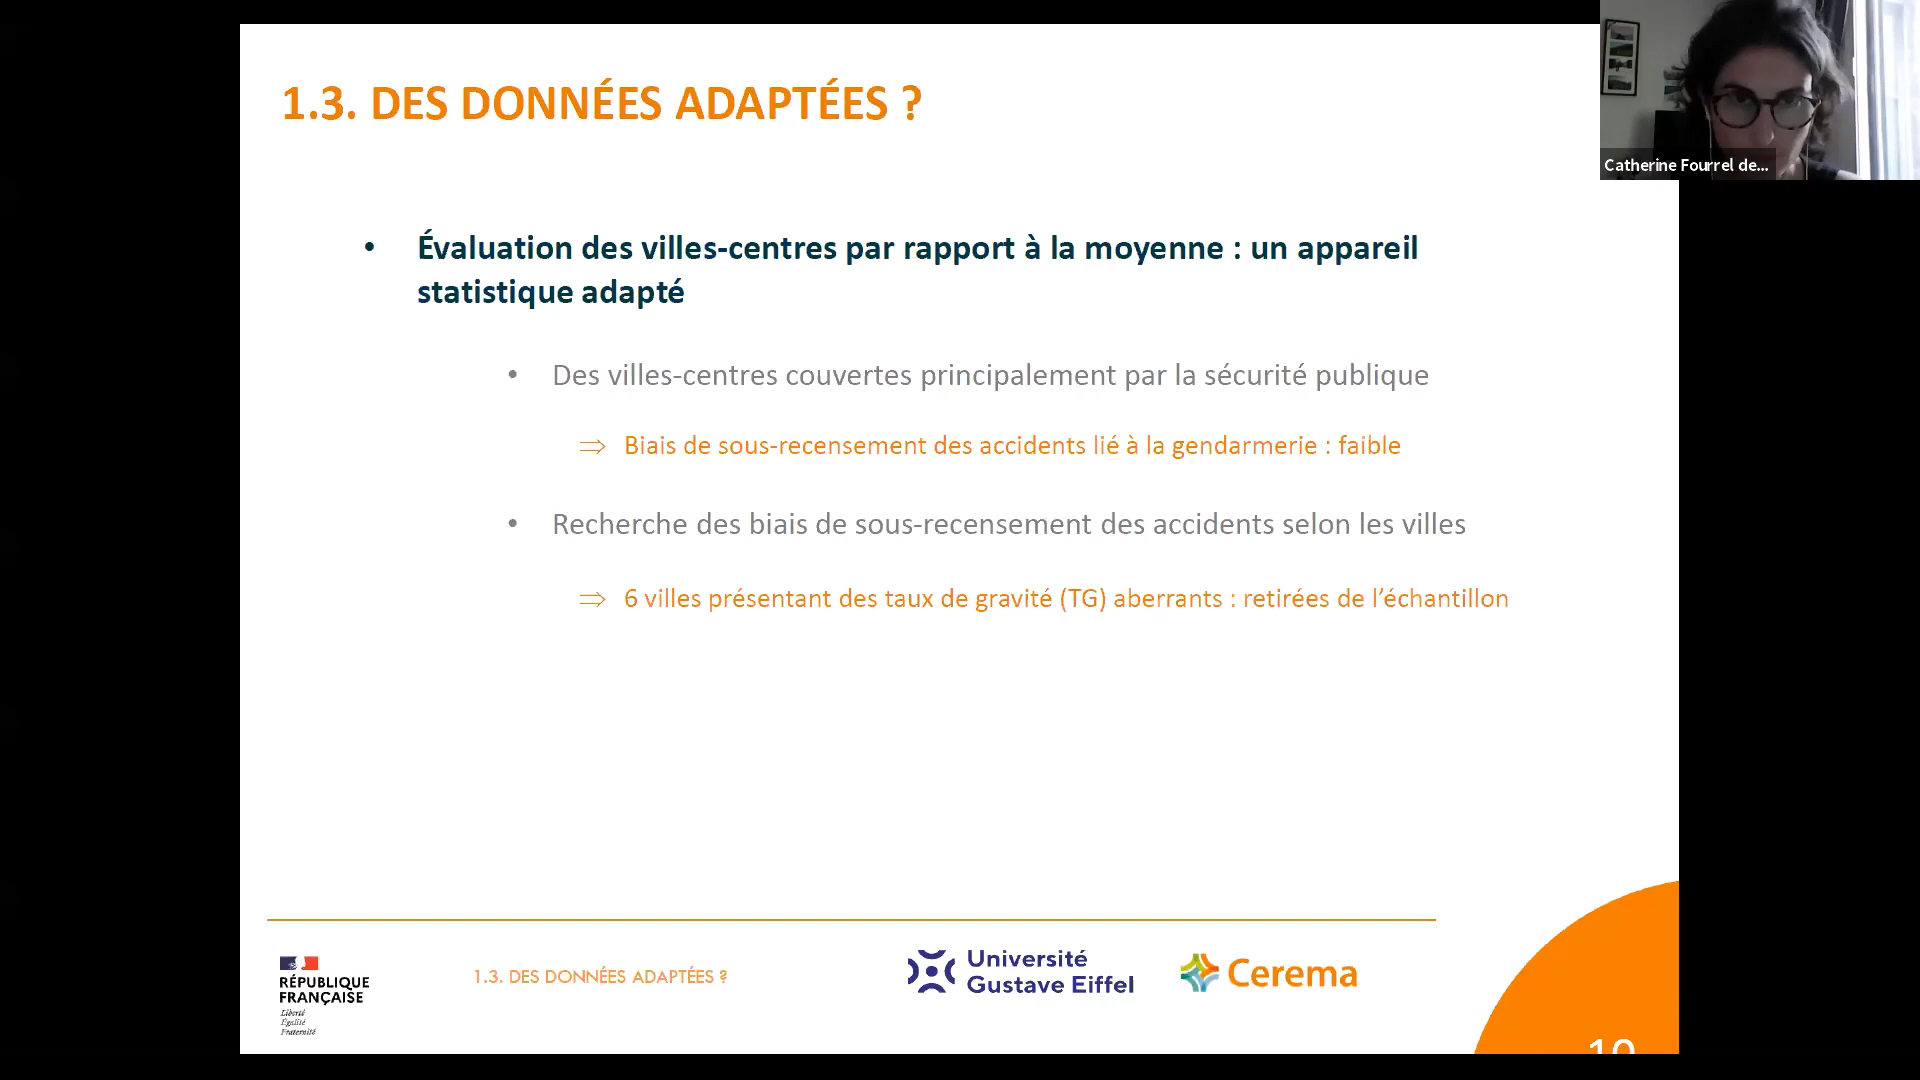 1.3. DES DONNÉES ADAPTÉES ?
Catherine Fourrel de...
• Évaluation des villes-centres par rapport à la moyenne : un appareil
statistique adapté
• Des villes-centres couvertes principalement par la sécurité publique
⇒ Biais de sous-recensement des accidents lié à la gendarmerie : faible
• Recherche des biais de sous-recensement des accidents selon les villes
⇒ 6 villes présentant des taux de gravité (TG) aberrants : retirées de l’échantillon
RÉPUBLIQUE
FRANÇAISE
Liberté
Égalité
Fraternité
1.3. DES DONNÉES ADAPTÉES ?
Université
Gustave Eiffel
Cerema
10